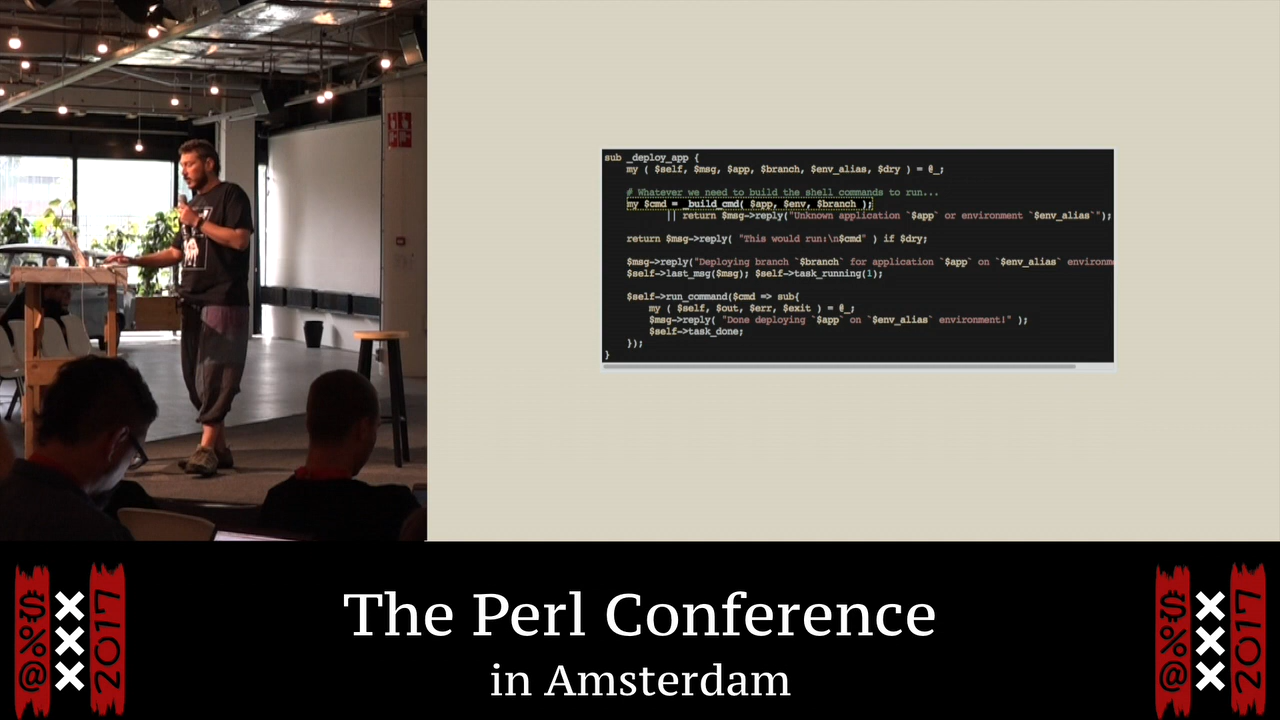 sub _deploy_app {
my ( $self, $msg, $app, $branch, $env_alias, $dry ) = @_;
# Whatever we need to build the shell commands to run...
my $cmd = _build_cmd( $app, $env, $branch );
|| return $msg->reply("Unknown application `$app` or environment `$env_alias`");
return $msg->reply( "This would run:\n$cmd" ) if $dry;
$msg->reply("Deploying branch `$branch` for application `$app` on `$env_alias` environm
$self->last_msg($msg); $self->task_running(1);
$self->run_command($cmd => sub{
my ( $self, $out, $err, $exit ) = @_;
$msg->reply( "Done deploying `$app` on `$env_alias` environment!" );
$self->task_done;
});
}
The Perl Conference
in Amsterdam
@%$ XXX 2017
@%$ XXX 2017